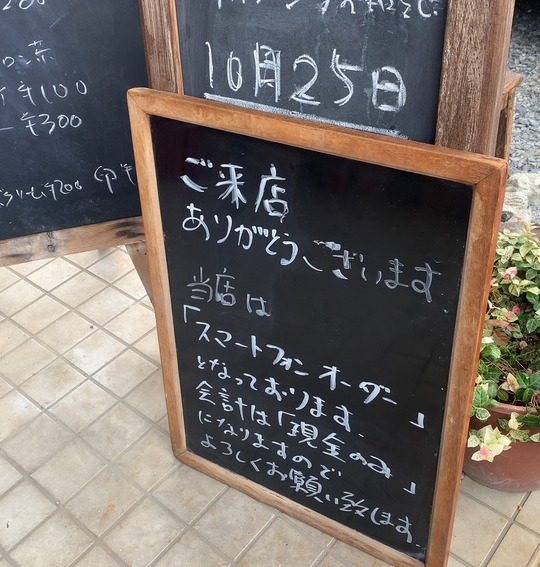 10月25日
¥100
¥300
ご来店
ありがとうございます
当店は
「スマートフォンオーダー」
となっております。
会計は「現金のみ」
になりますので
よろしくお願い致します。